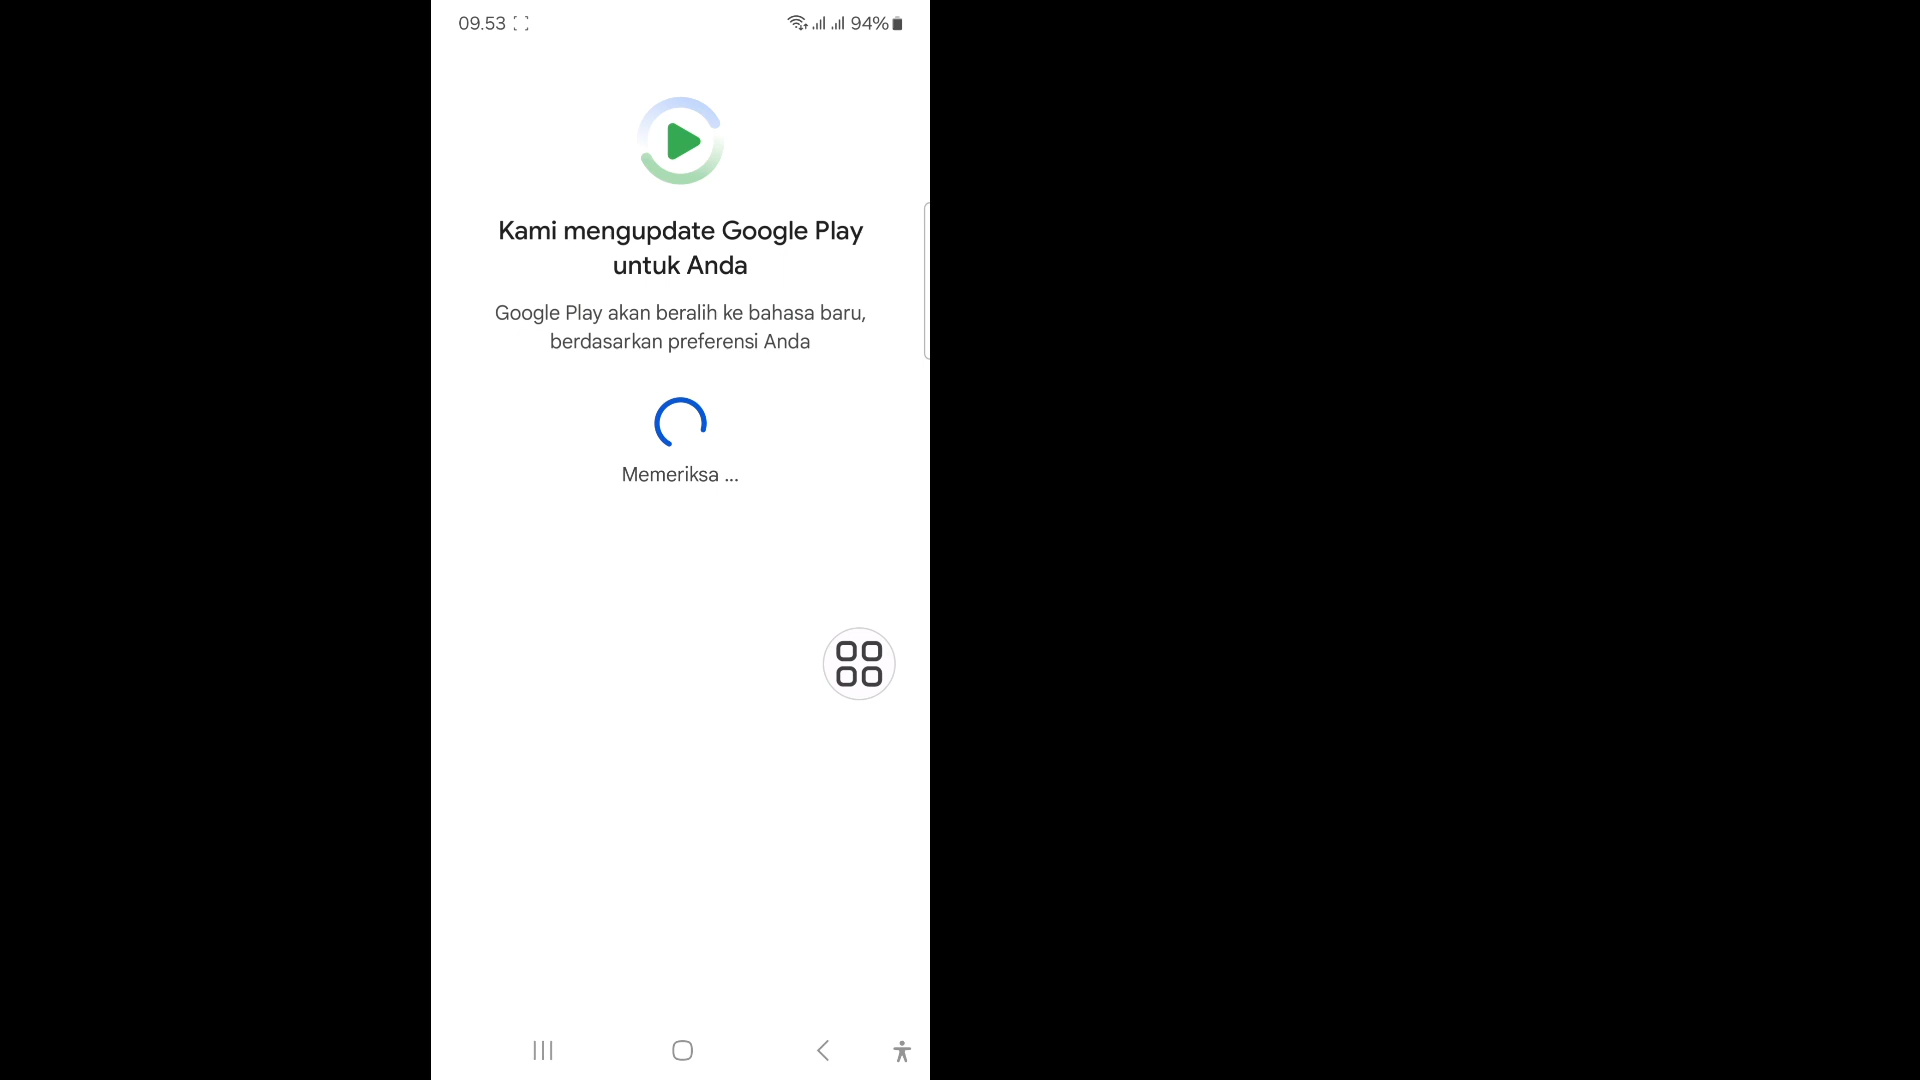 09.53
94%
Kami mengupdate Google Play
untuk Anda
Google Play akan beralih ke bahasa baru,
berdasarkan preferensi Anda
Memeriksa ...